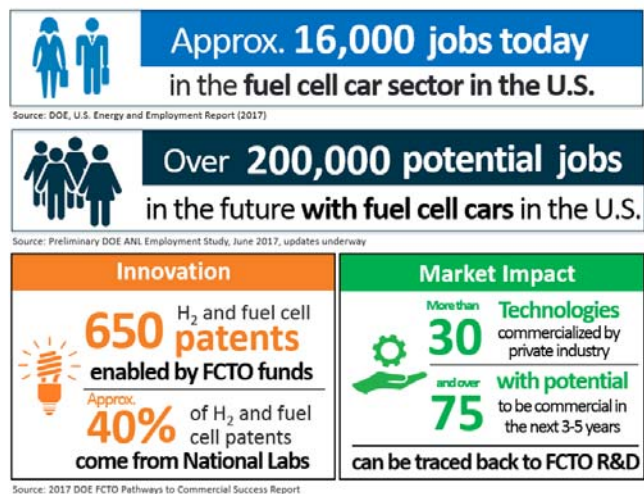 Approx. 16,000 jobs today
in the fuel cell car sector in the U.S.
Source: DOE, U.S. Energy and Employment Report (2017)
Over 200,000 potential jobs
in the future with fuel cell cars in the U.S.
Source: Preliminary DOE ANL Employment Study, June 2017, updates underway
Innovation
650 H₂ and fuel cell
patents
enabled by FCTO funds
Approx.
40% of H₂ and fuel
cell patents
come from National Labs
Market Impact
More than
30 Technologies
commercialized by
private industry
and over
75 with potential
to be commercial in
the next 3-5 years
can be traced back to FCTO R&D
Source: 2017 DOE FCTO Pathways to Commercial Success Report